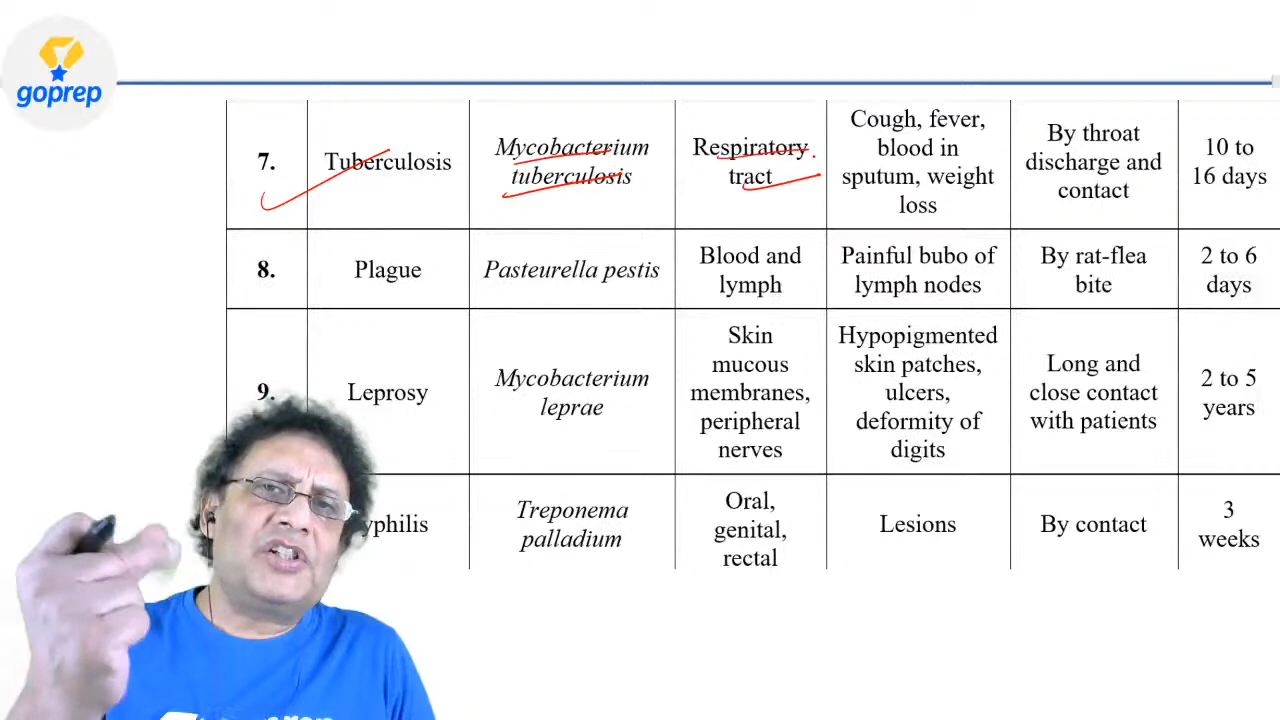 goprep
7.
Tuberculosis
Mycobacterium
tuberculosis
Respiratory
tract
Cough, fever,
blood in
sputum, weight
loss
By throat
discharge and
contact
10 to
16 days
8.
Plague
Pasteurella pestis
Blood and
lymph
Painful bubo of
lymph nodes
By rat-flea
bite
2 to 6
days
9.
Leprosy
Mycobacterium
leprae
Skin
mucous
membranes,
peripheral
nerves
Hypopigmented
skin patches,
ulcers,
deformity of
digits
Long and
close contact
with patients
2 to 5
years
yphilis
Treponema
palladium
Oral,
genital,
rectal
Lesions
By contact
3
weeks